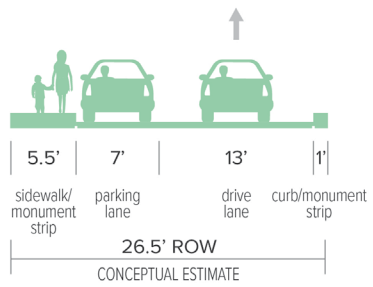 5.5’ 7’ 13’ 1’
sidewalk/ parking drive curb/monument
monument lane lane strip
strip
26.5’ ROW
CONCEPTUAL ESTIMATE